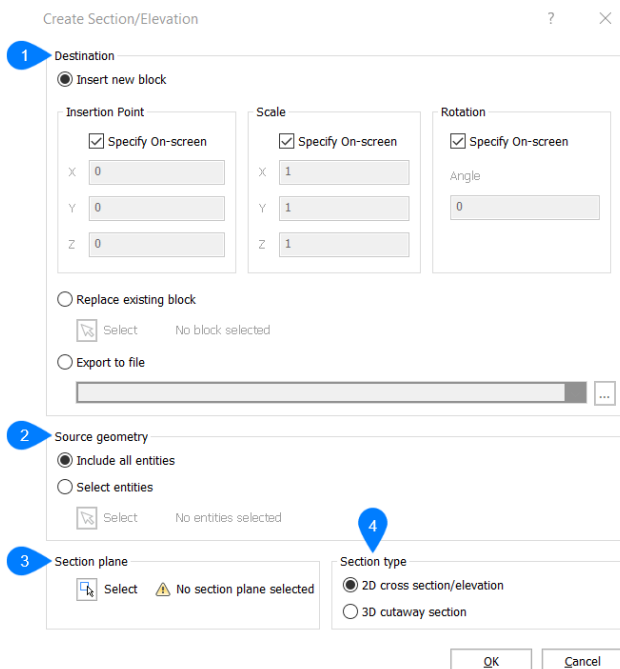 Create Section/Elevation ?
1 Destination
Insert new block
Insertion Point Scale Rotation
Specify On-screen Specify On-screen Specify On-screen
X 0 X 1 Angle
Y 0 Y 1 0
Z 0 Z 1
Replace existing block
Select No block selected
Export to file
...
2 Source geometry
Include all entities
Select entities
Select No entities selected
4
3 Section plane Section type
Select No section plane selected 2D cross section/elevation
3D cutaway section
OK Cancel